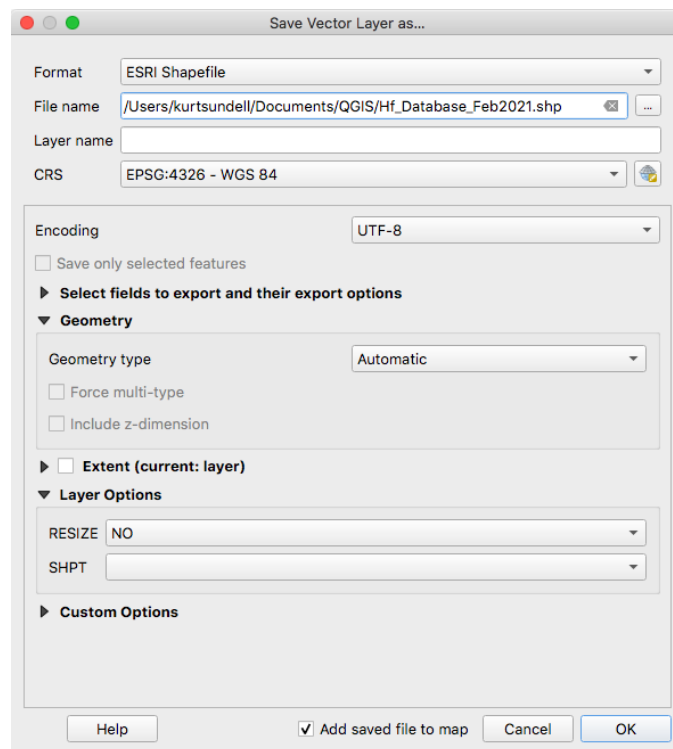 Save Vector Layer as...
Format ESRI Shapefile
File name /Users/kurtsundell/Documents/QGIS/Hf_Database_Feb2021.shp ...
Layer name
CRS EPSG:4326 - WGS 84
Encoding UTF-8
Save only selected features
Select fields to export and their export options
Geometry
Geometry type Automatic
Force multi-type
Include z-dimension
Extent (current: layer)
Layer Options
RESIZE NO
SHPT
Custom Options
Help Add saved file to map Cancel OK